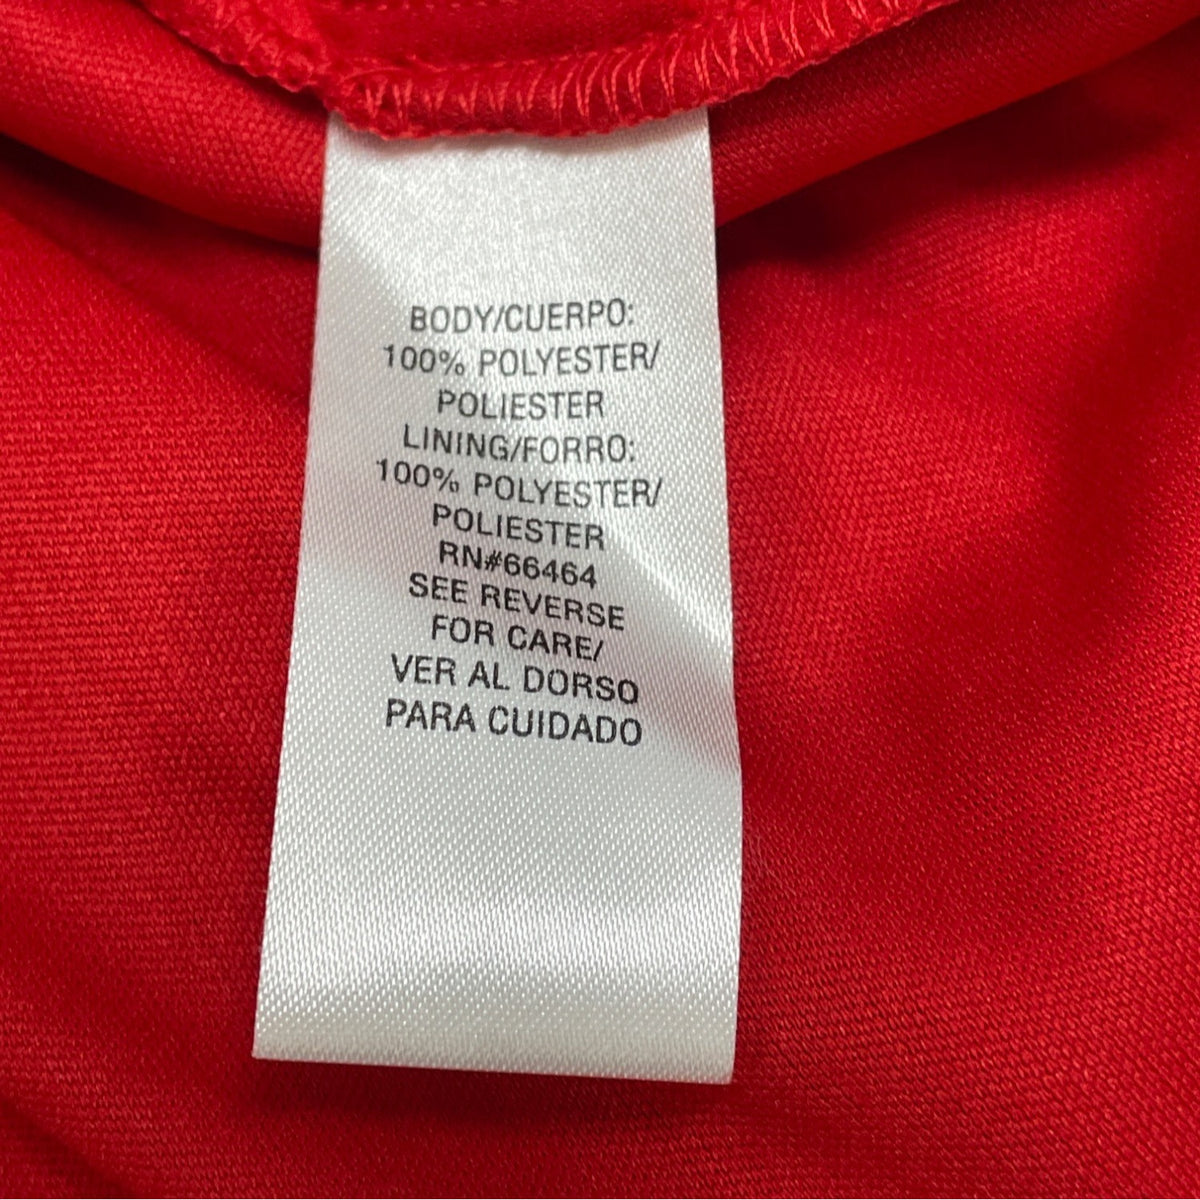 BODY/CUERPO:
100% POLYESTER/
POLIESTER
LINING/FORRO:
100% POLYESTER/
POLIESTER
RN#66464
SEE REVERSE
FOR CARE/
VER AL DORSO
PARA CUIDADO